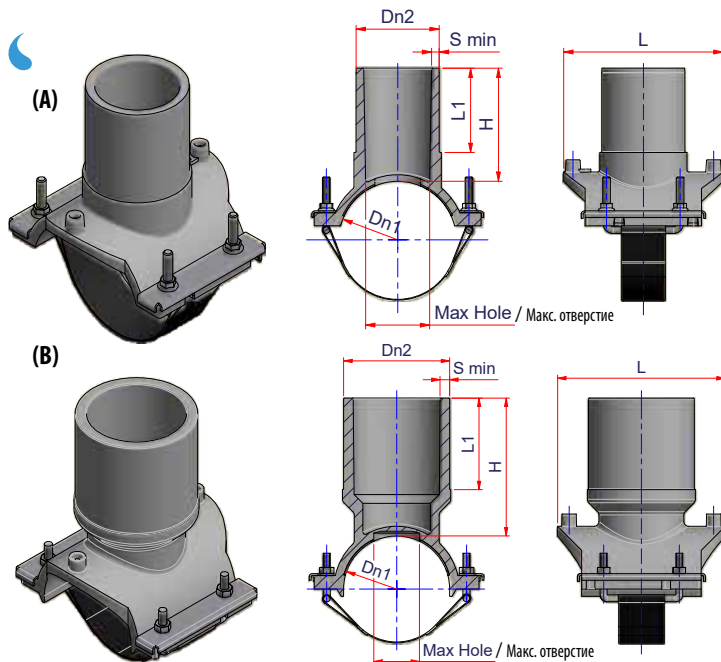 (A)
Dn2
S min
L1
H
Dn1
Max Hole / Макс. отверстие
L
(B)
Dn2
S min
L1
H
Dn1
Max Hole / Макс. отверстие
L